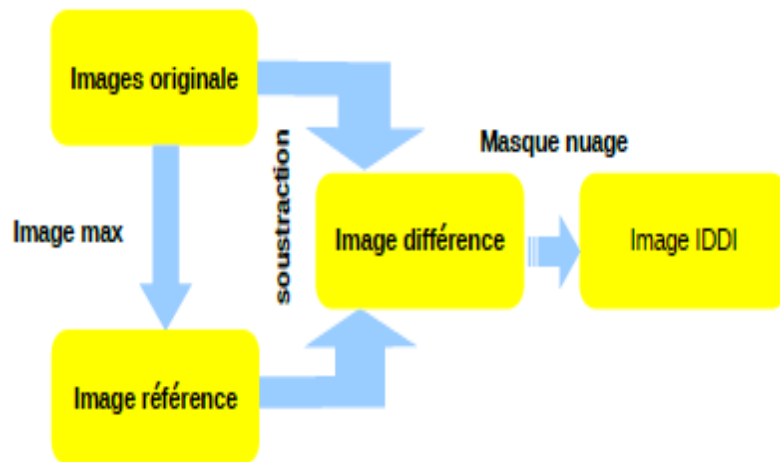 Images originale
Masque nuage
soustraction
Image max
Image différence
Image IDDI
Image référence